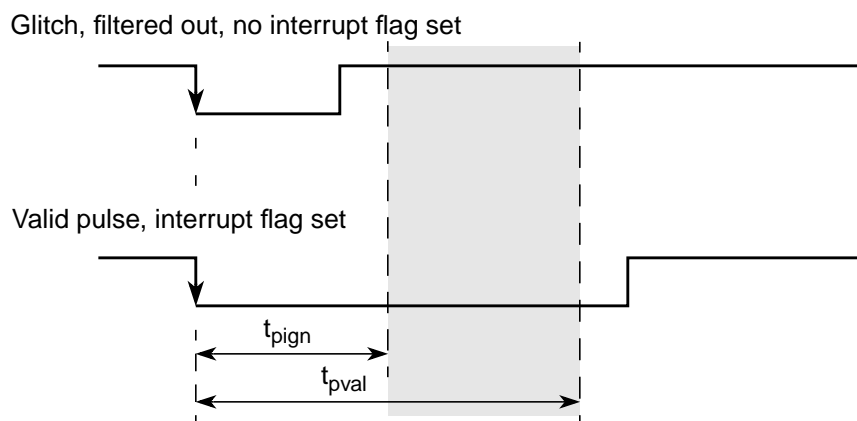 Glitch, filtered out, no interrupt flag set
Valid pulse, interrupt flag set
tpign
tpval